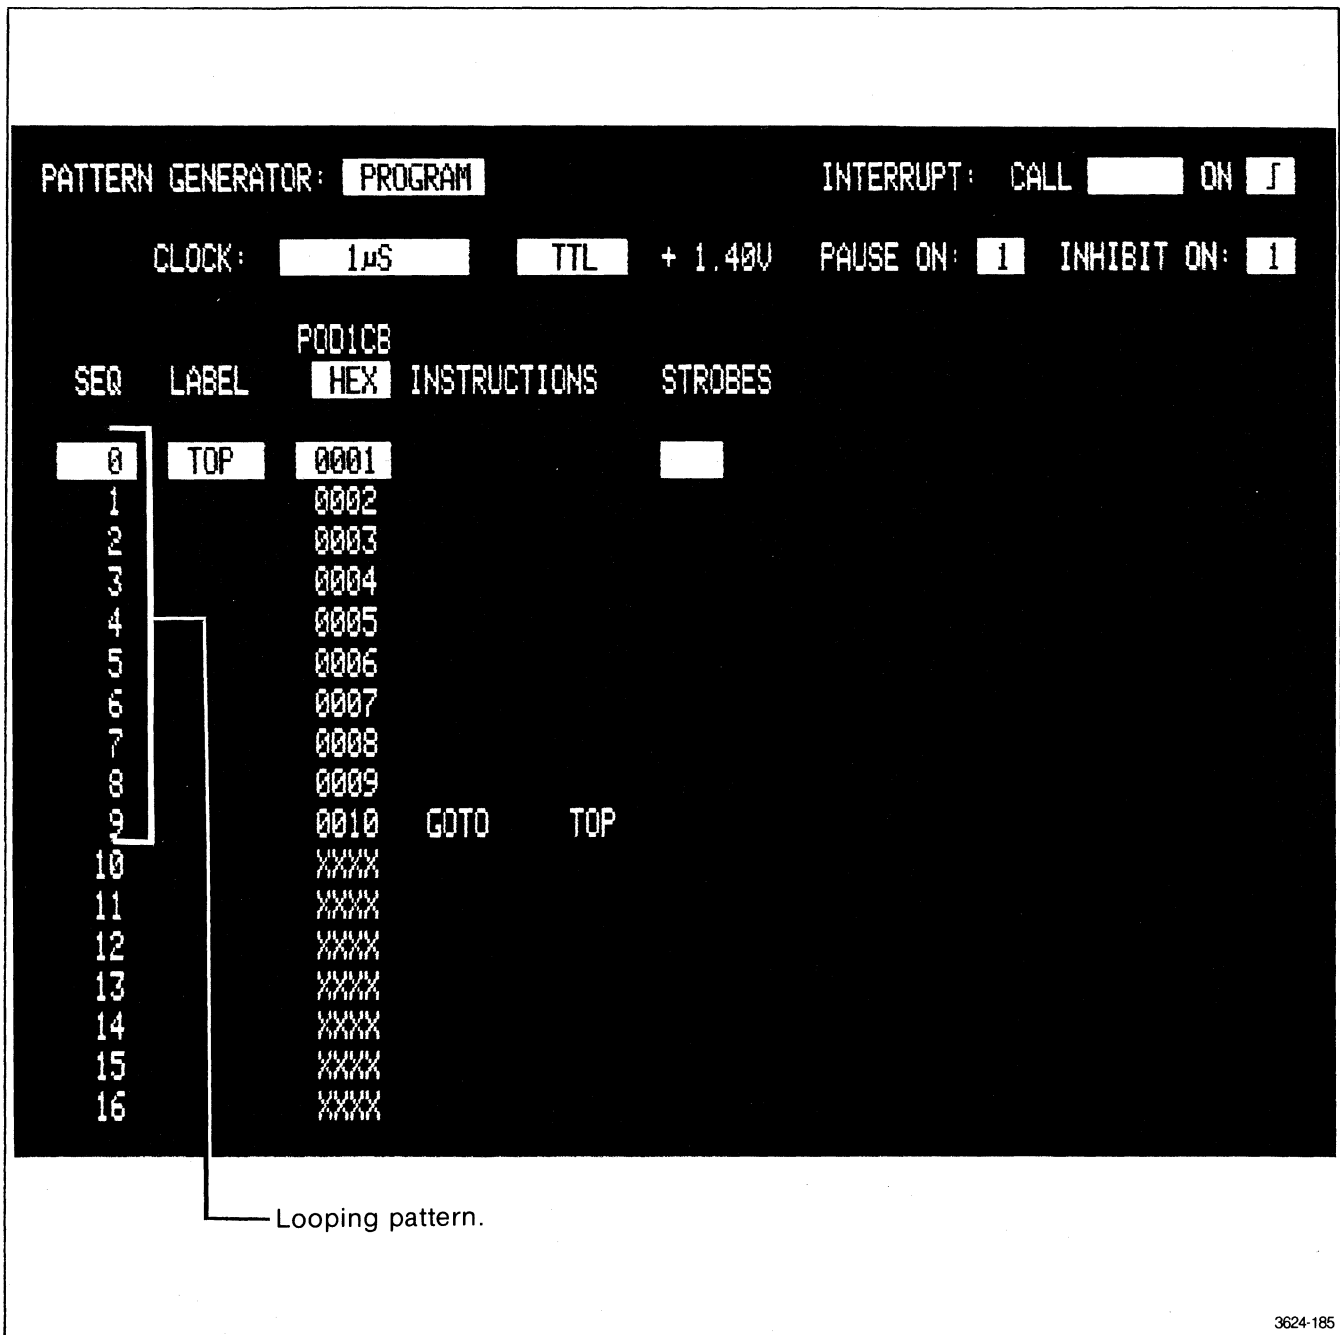 PATTERN GENERATOR: PROGRAM INTERRUPT: CALL ON ʃ
CLOCK: 1µS TTL + 1.40V PAUSE ON: 1 INHIBIT ON: 1
POD1CB
SEQ LABEL HEX INSTRUCTIONS STROBES
0 TOP 0001
1 0002
2 0003
3 0004
4 0005
5 0006
6 0007
7 0008
8 0009
9 0010 GOTO TOP
10 XXXX
11 XXXX
12 XXXX
13 XXXX
14 XXXX
15 XXXX
16 XXXX
Looping pattern.
3624-185